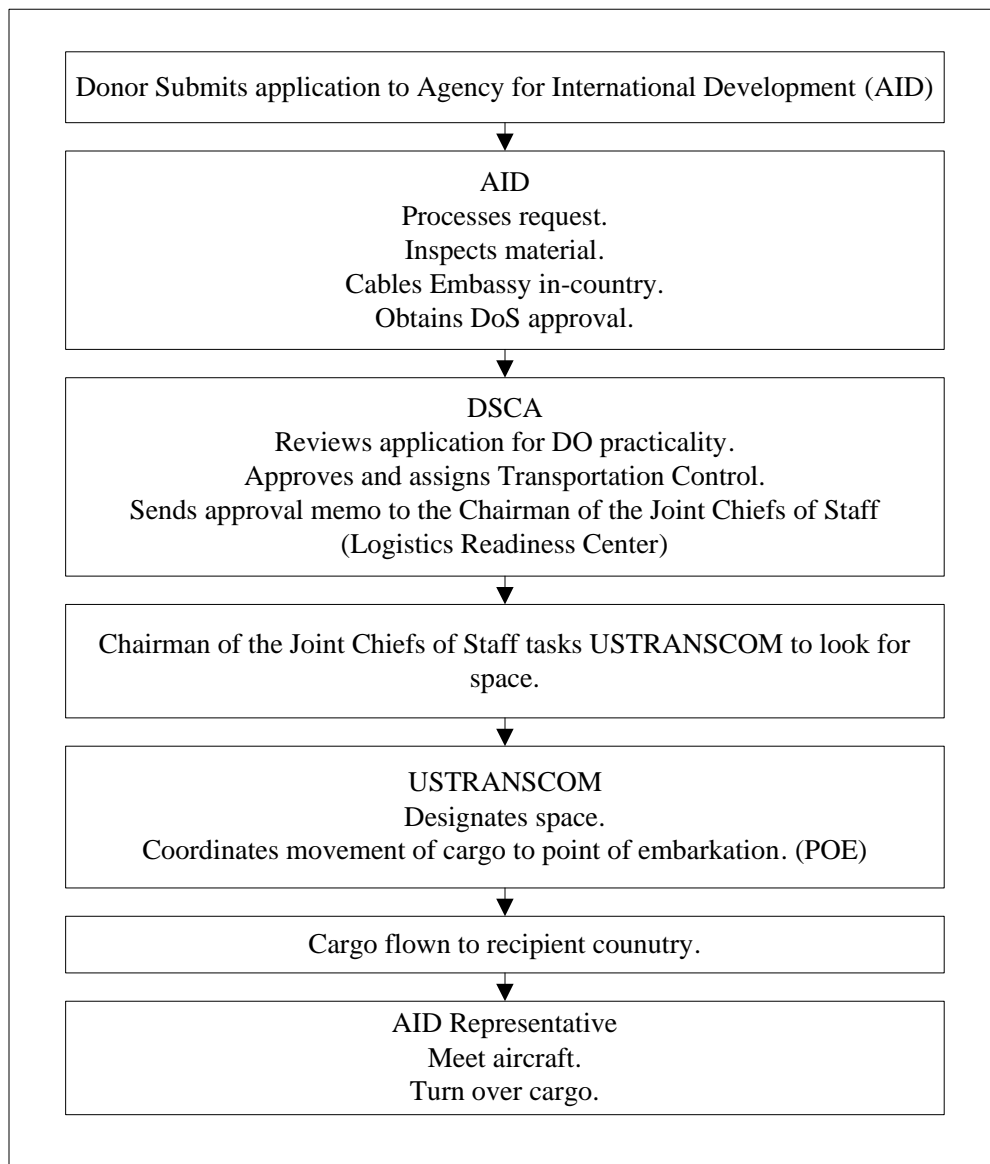 Donor Submits application to Agency for International Development (AID)
AID
Processes request.
Inspects material.
Cables Embassy in-country.
Obtains DoS approval.
DSCA
Reviews application for DO practicality.
Approves and assigns Transportation Control.
Sends approval memo to the Chairman of the Joint Chiefs of Staff
(Logistics Readiness Center)
Chairman of the Joint Chiefs of Staff tasks USTRANSCOM to look for
space.
USTRANSCOM
Designates space.
Coordinates movement of cargo to point of embarkation. (POE)
Cargo flown to recipient counutry.
AID Representative
Meet aircraft.
Turn over cargo.